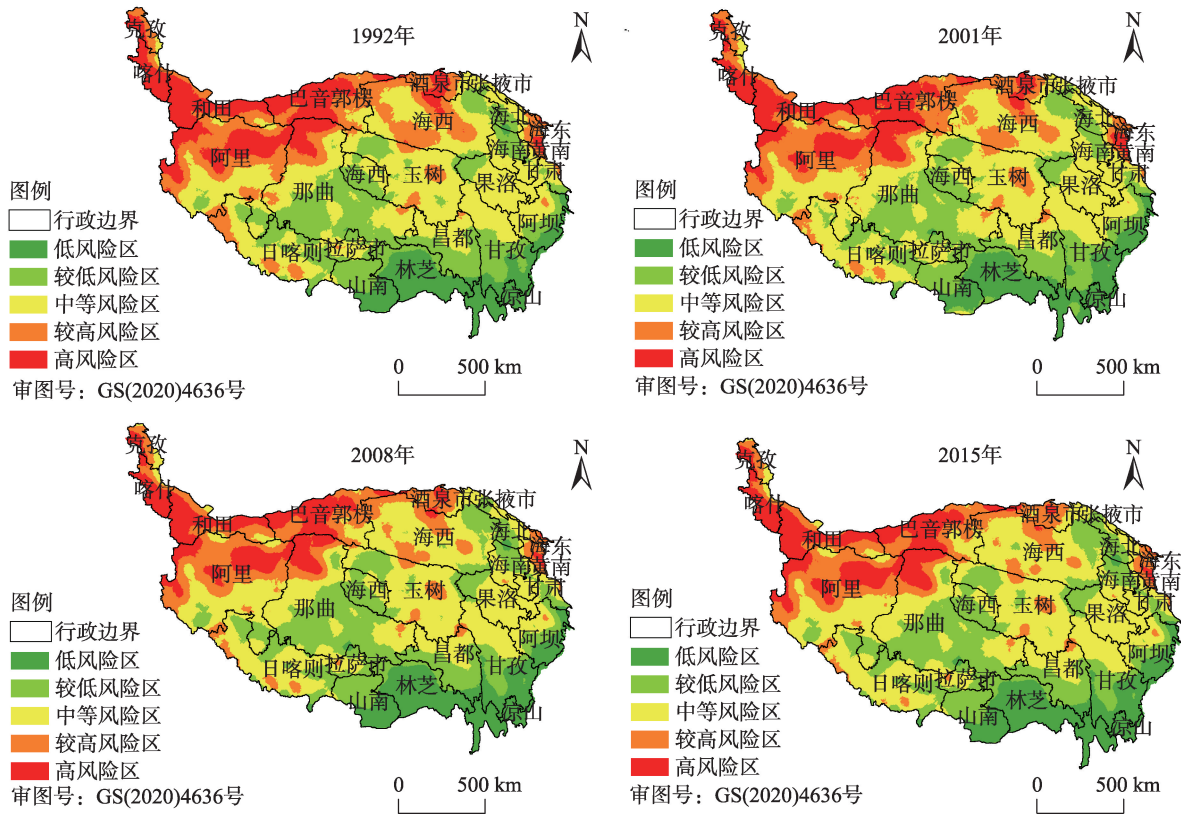 1992年
N
克孜
喀什
和田
巴音郭楞
酒泉市
张掖市
海西
海北
海东
海南
黄南
甘肃
阿里
那曲
海西
玉树
果洛
阿坝
日喀则
拉萨市
昌都
甘孜
林芝
山南
凉山
图例
行政边界
低风险区
较低风险区
中等风险区
较高风险区
高风险区
0 500 km
审图号：GS(2020)4636号
2001年
N
克孜
喀什
和田
巴音郭楞
酒泉市
张掖市
海西
海北
海东
海南
黄南
甘肃
阿里
那曲
海西
玉树
果洛
阿坝
日喀则
拉萨市
昌都
甘孜
林芝
山南
凉山
图例
行政边界
低风险区
较低风险区
中等风险区
较高风险区
高风险区
0 500 km
审图号：GS(2020)4636号
2008年
N
克孜
喀什
和田
巴音郭楞
酒泉市
张掖市
海西
海北
海东
海南
黄南
甘肃
阿里
那曲
海西
玉树
果洛
阿坝
日喀则
拉萨市
昌都
甘孜
林芝
山南
凉山
图例
行政边界
低风险区
较低风险区
中等风险区
较高风险区
高风险区
0 500 km
审图号：GS(2020)4636号
2015年
N
克孜
喀什
和田
巴音郭楞
酒泉市
张掖市
海西
海北
海东
海南
黄南
甘肃
阿里
那曲
海西
玉树
果洛
阿坝
日喀则
拉萨市
昌都
甘孜
林芝
山南
凉山
图例
行政边界
低风险区
较低风险区
中等风险区
较高风险区
高风险区
0 500 km
审图号：GS(2020)4636号